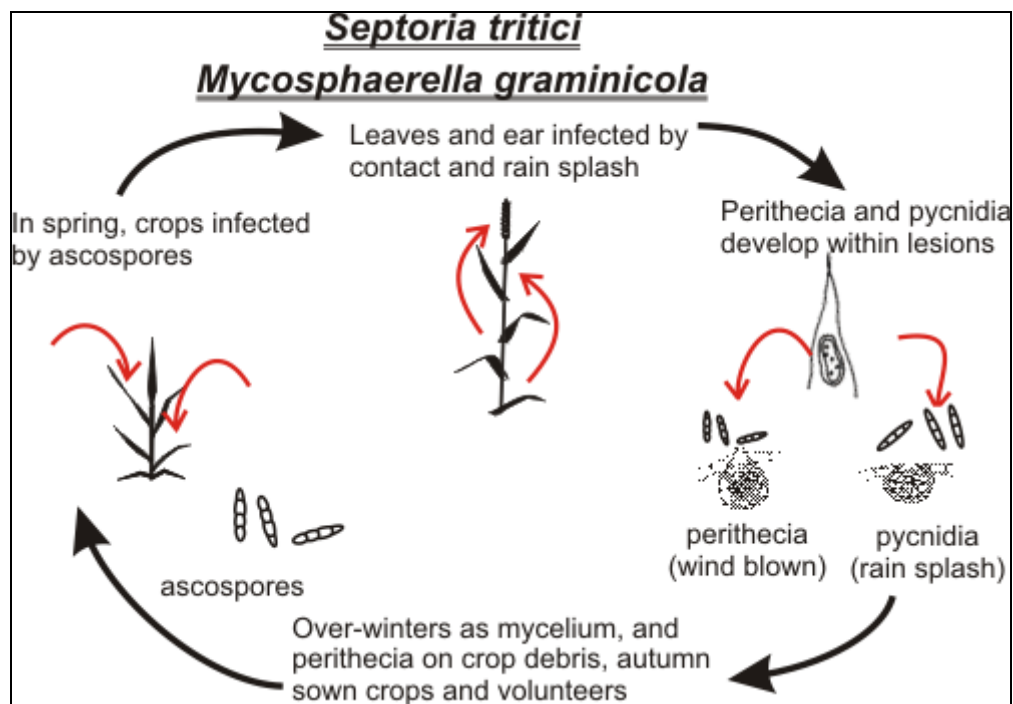 Septoria tritici
Mycosphaerella graminicola
Leaves and ear infected by
contact and rain splash
In spring, crops infected
by ascospores
Perithecia and pycnidia
develop within lesions
perithecia
(wind blown)
pycnidia
(rain splash)
ascospores
Over-winters as mycelium, and
perithecia on crop debris, autumn
sown crops and volunteers